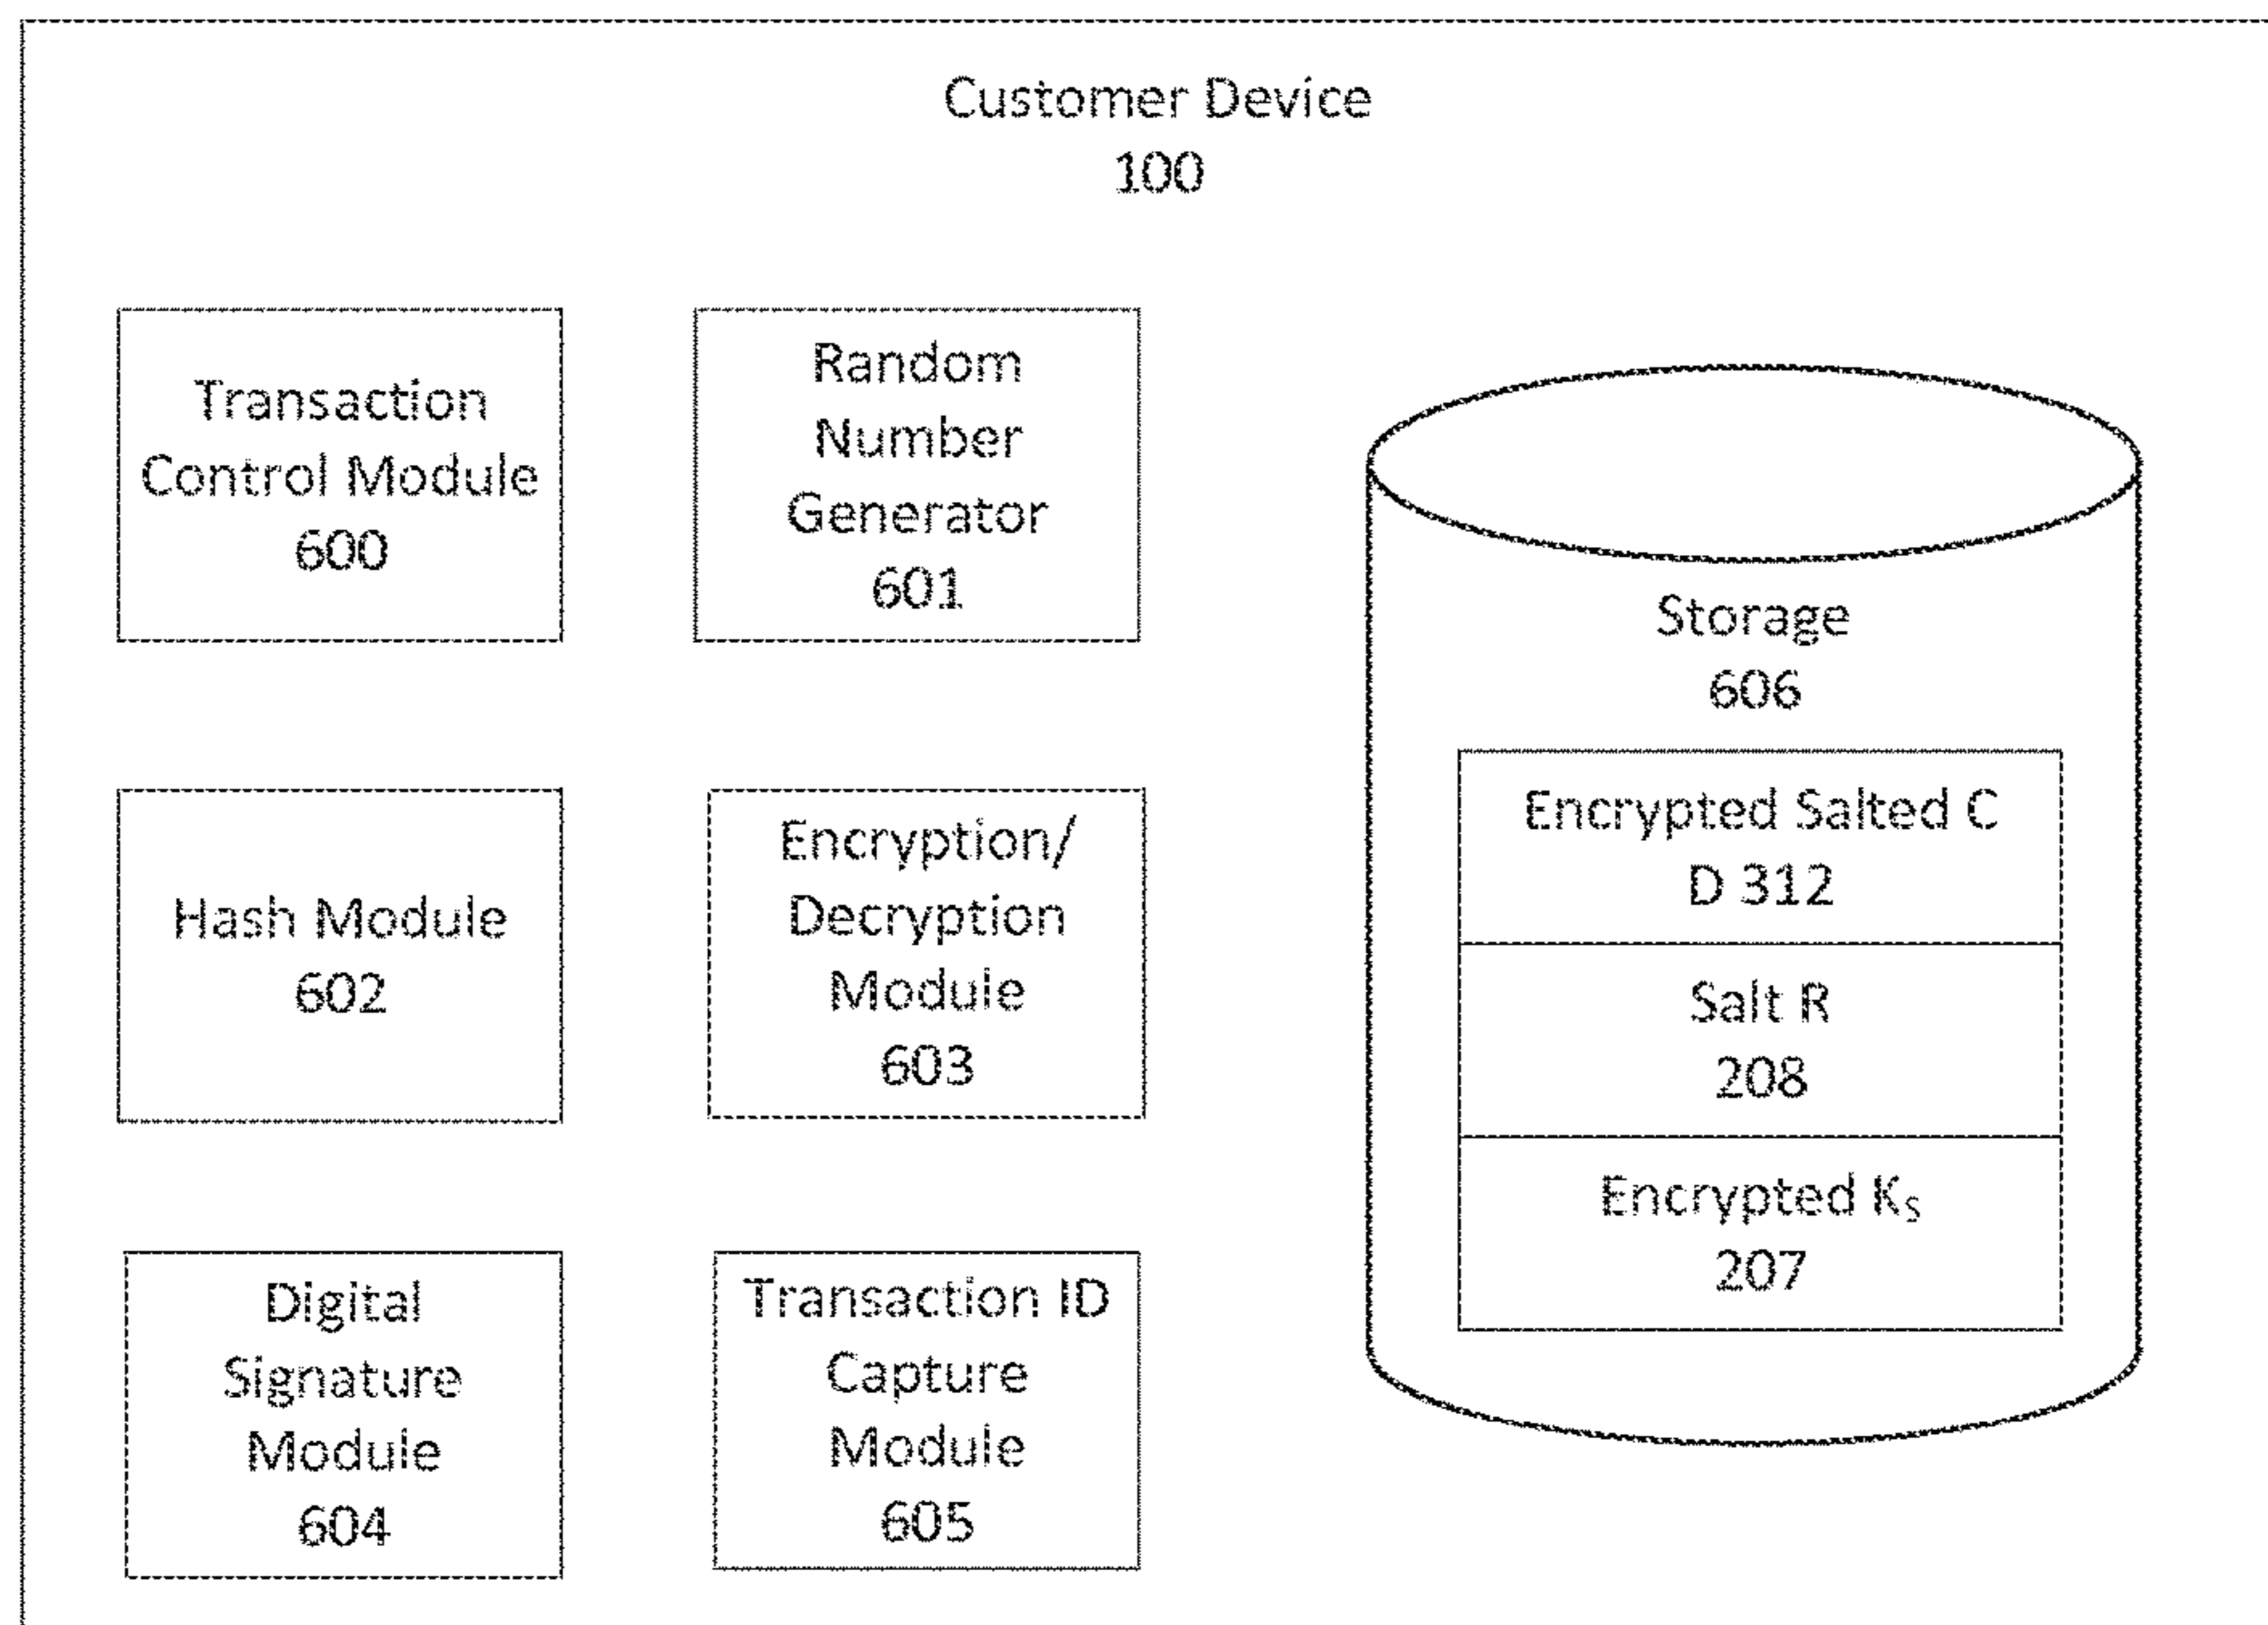 Customer Device
100
Transaction
Control Module
600
Random
Number
Generator
601
Hash Module
602
Encryption/
Decryption
Module
603
Digital
Signature
Module
604
Transaction ID
Capture
Module
605
Storage
606
Encrypted Salted C
D 312
Salt R
208
Encrypted KS
207